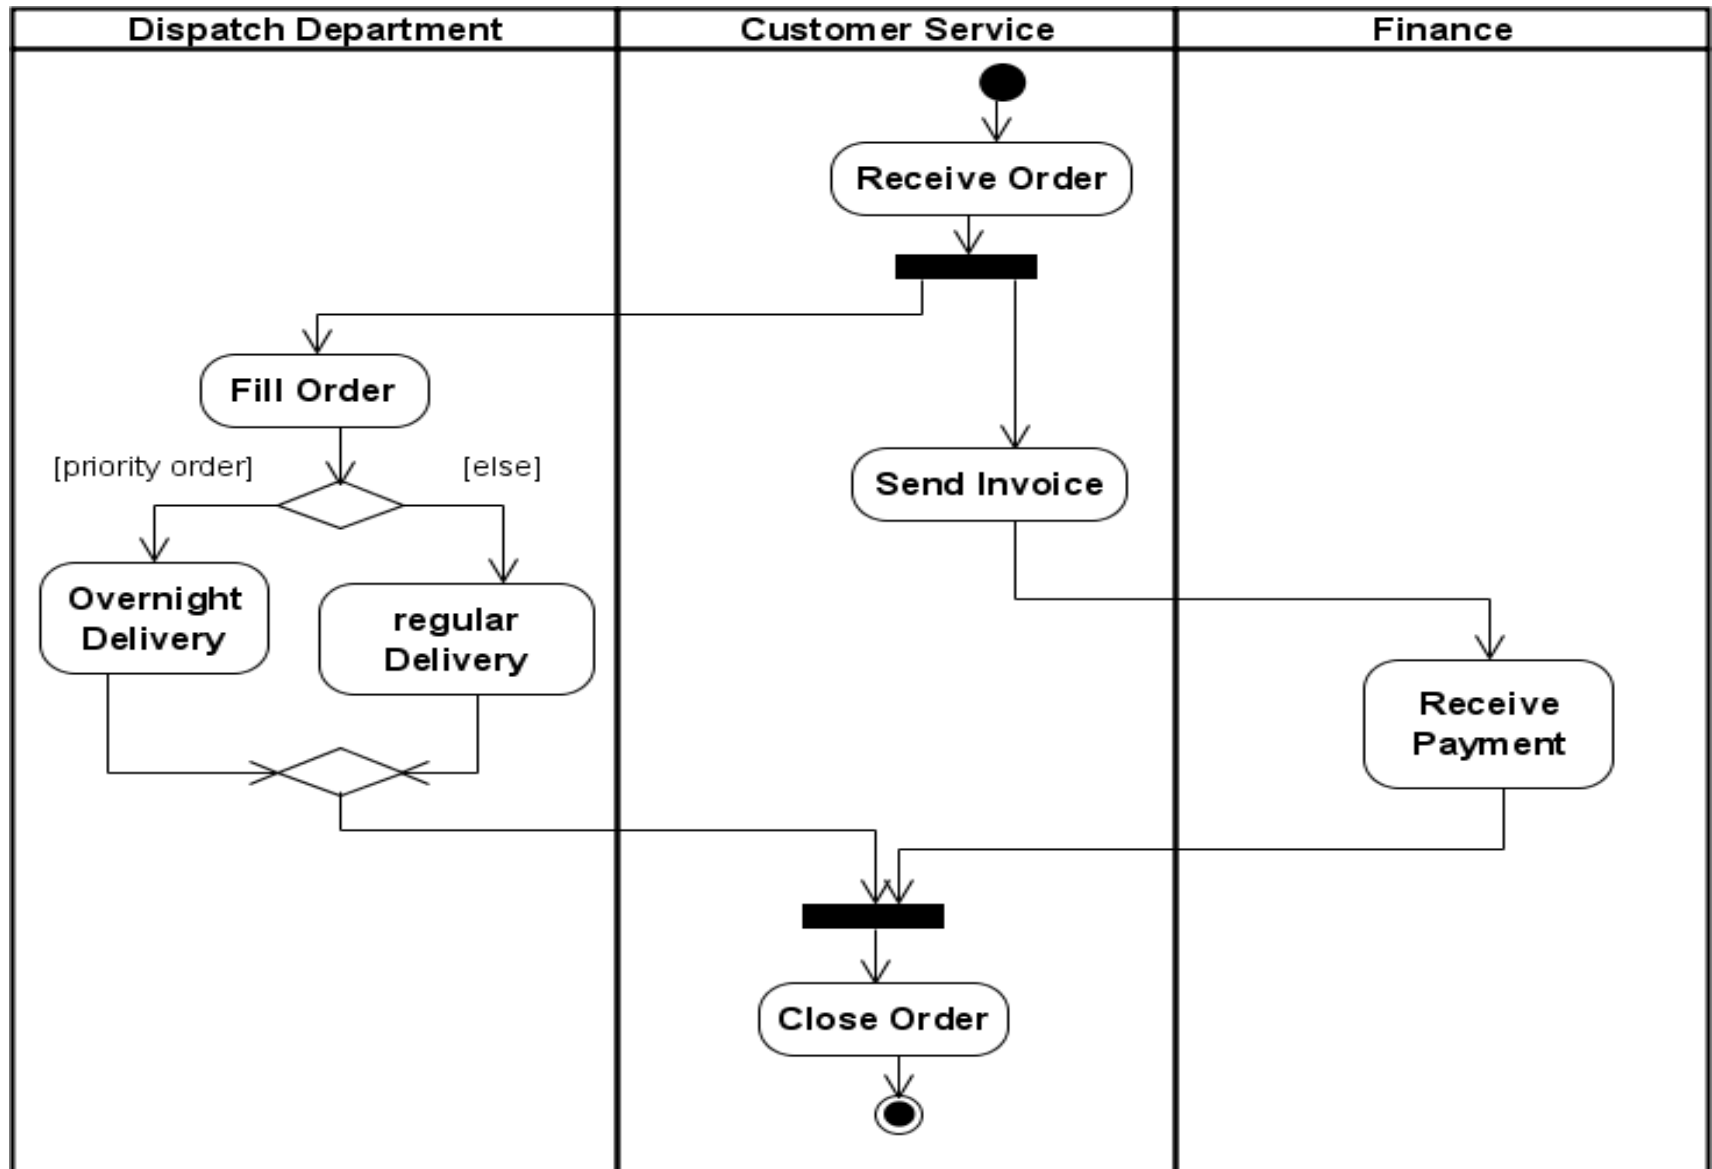 Dispatch Department
Customer Service
Finance
Receive Order
Fill Order
[priority order]
[else]
Send Invoice
Overnight
Delivery
regular
Delivery
Receive
Payment
Close Order